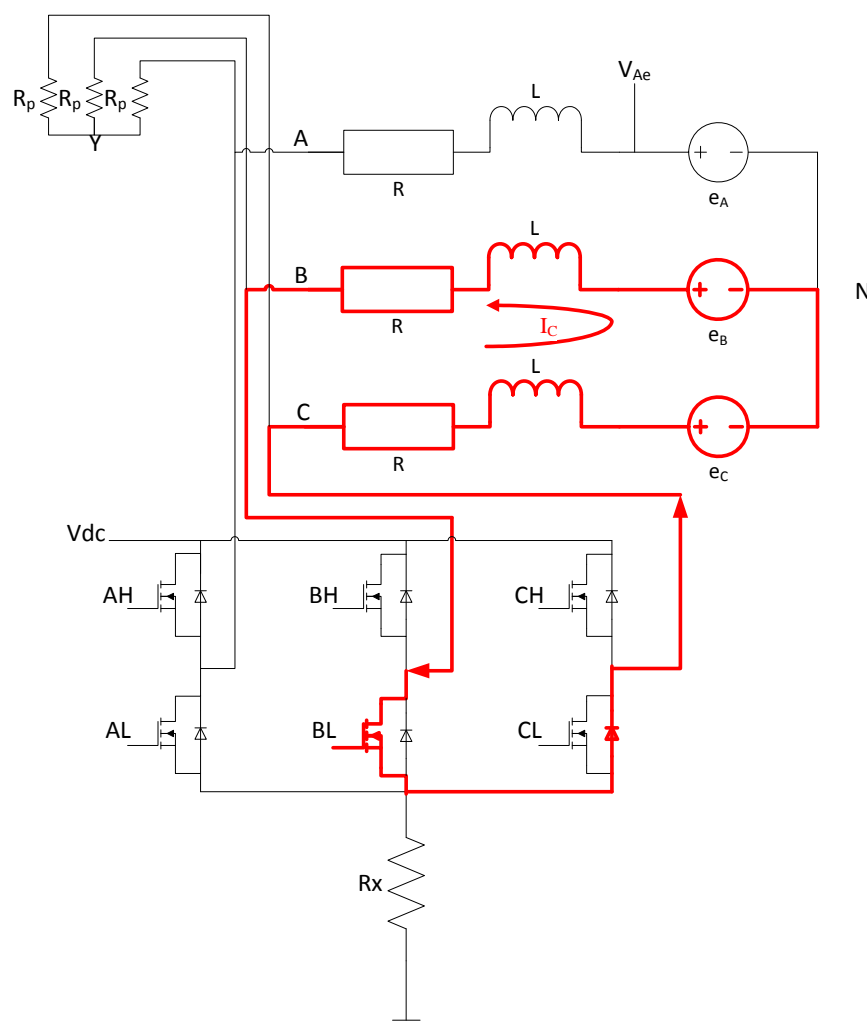 V_Ae
L
R_p R_p R_p
Y
A
+ −
R
e_A
L
B
+ −
N
I_C
R
e_B
L
C
+ −
R
e_C
Vdc
AH
BH
CH
AL
BL
CL
Rx